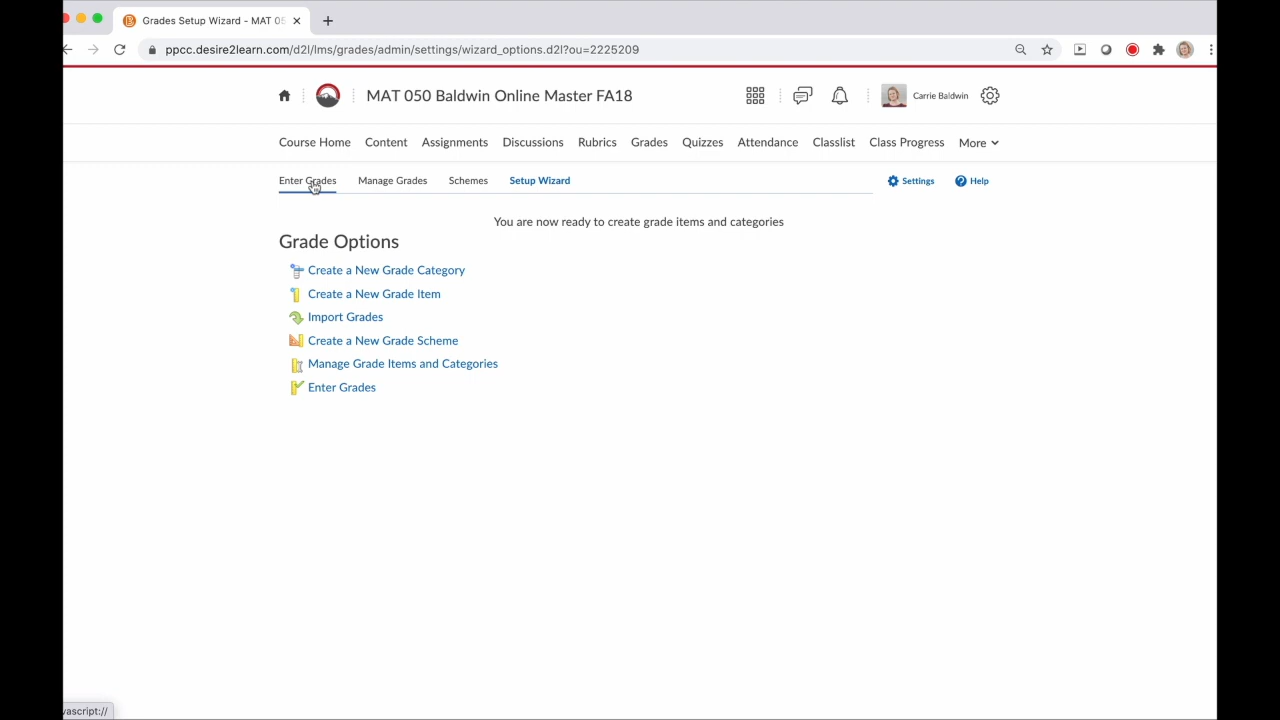 Grades Setup Wizard - MAT 05
ppcc.desire2learn.com/d2l/lms/grades/admin/settings/wizard_options.d2l?ou=2225209
MAT 050 Baldwin Online Master FA18
Carrie Baldwin
Course Home Content Assignments Discussions Rubrics Grades Quizzes Attendance Classlist Class Progress More
Enter Grades Manage Grades Schemes Setup Wizard Settings Help
You are now ready to create grade items and categories
Grade Options
Create a New Grade Category
Create a New Grade Item
Import Grades
Create a New Grade Scheme
Manage Grade Items and Categories
Enter Grades
vascript://